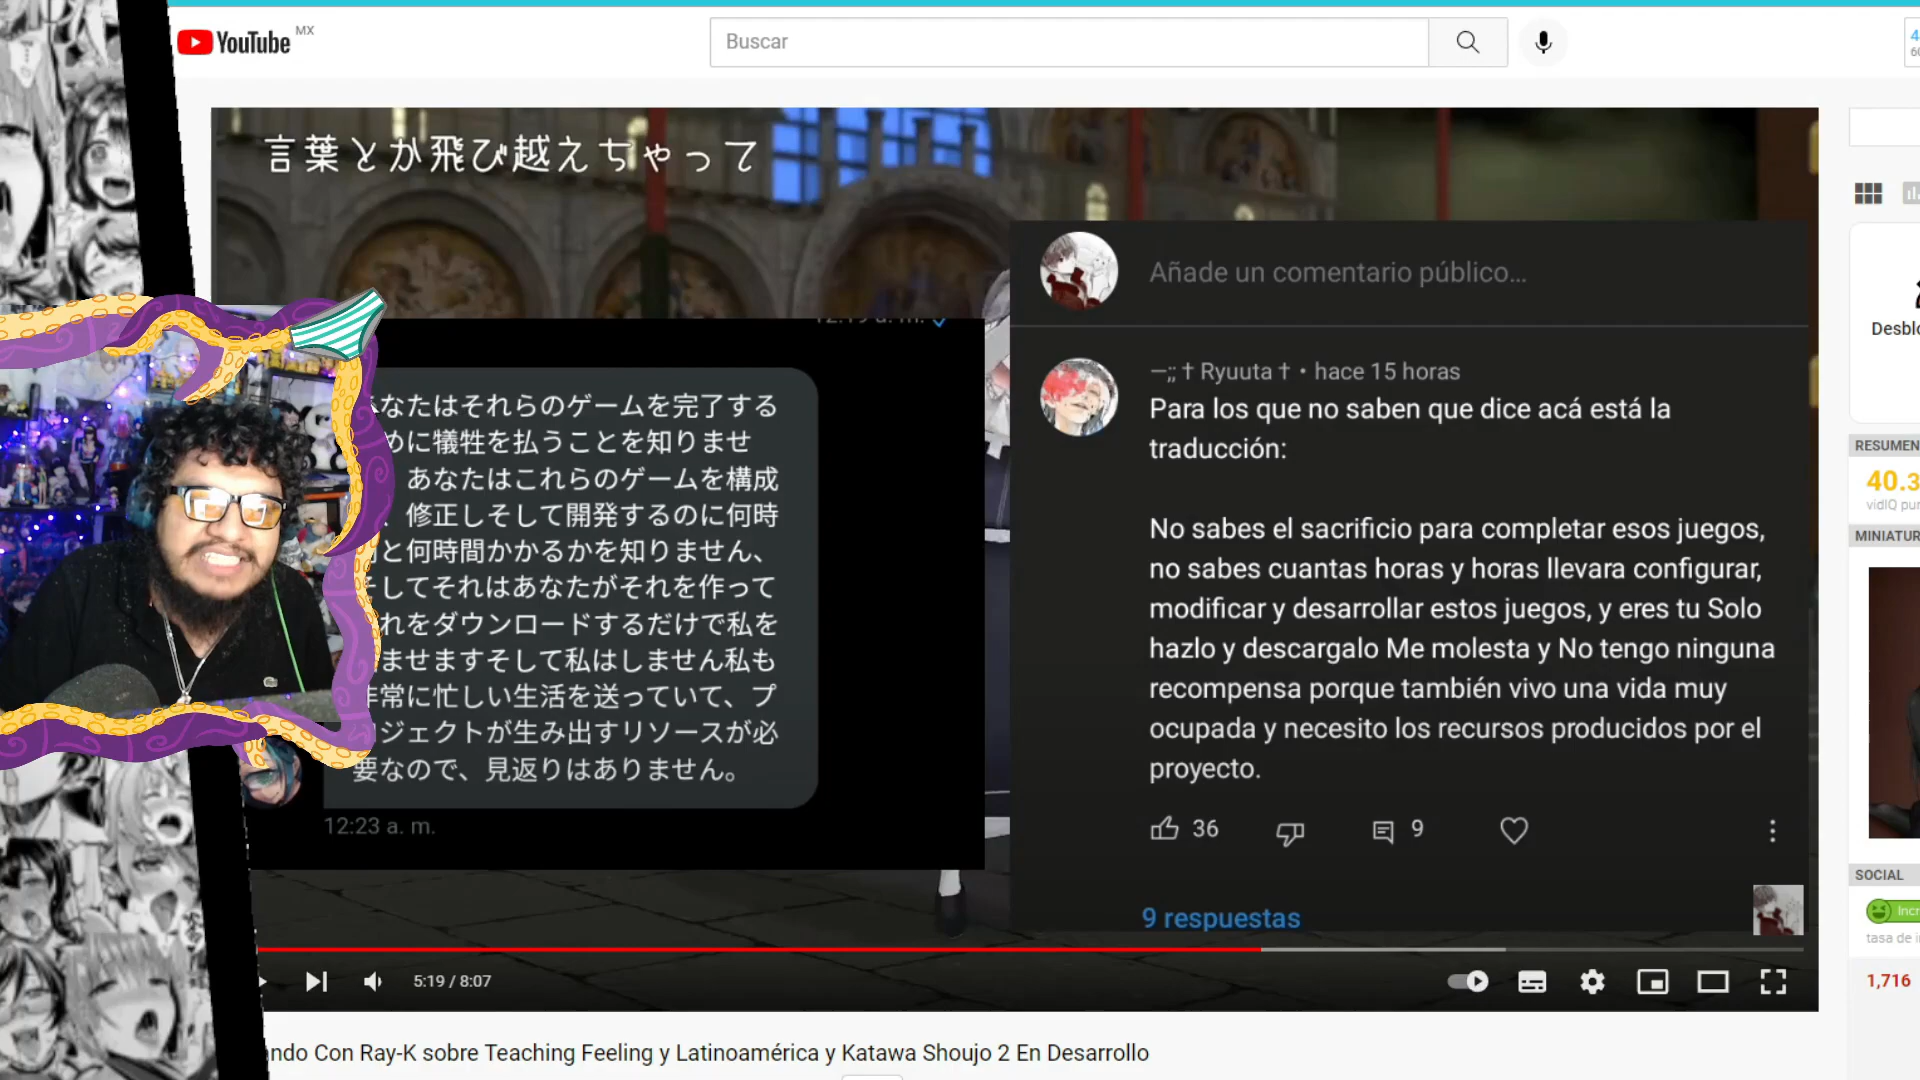 YouTube MX
Buscar
言葉とか飛び越えちゃって
Añade un comentario público...
—;; † Ryuuta † • hace 15 horas
Para los que no saben que dice acá está la
traducción:
No sabes el sacrificio para completar esos juegos,
no sabes cuantas horas y horas llevara configurar,
modificar y desarrollar estos juegos, y eres tu Solo
hazlo y descargalo Me molesta y No tengo ninguna
recompensa porque también vivo una vida muy
ocupada y necesito los recursos producidos por el
proyecto.
36
9
9 respuestas
なたはそれらのゲームを完了する
めに犠牲を払うことを知りませ
あなたはこれらのゲームを構成
、修正しそして開発するのに何時
と何時間かかるかを知りません、
そしてそれはあなたがそれを作って
れをダウンロードするだけで私を
ませますそして私はしません私も
非常に忙しい生活を送っていて、プ
ジェクトが生み出すリソースが必
要なので、見返りはありません。
12:23 a. m.
5:19 / 8:07
ndo Con Ray-K sobre Teaching Feeling y Latinoamérica y Katawa Shoujo 2 En Desarrollo
Desblo
RESUMEN
40.3
vidIQ pu
MINIATUR
SOCIAL
Incr
tasa de i
1,716